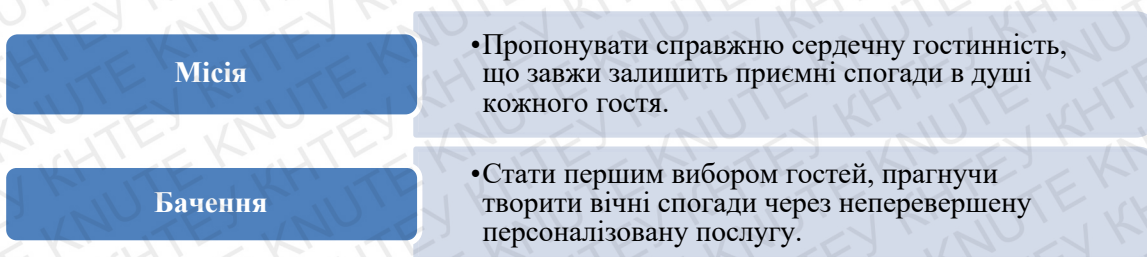 Місія
•Пропонувати справжню сердечну гостинність,
що завжи залишить приємні спогади в душі
кожного гостя.
Бачення
•Стати першим вибором гостей, прагнучи
творити вічні спогади через неперевершену
персоналізовану послугу.